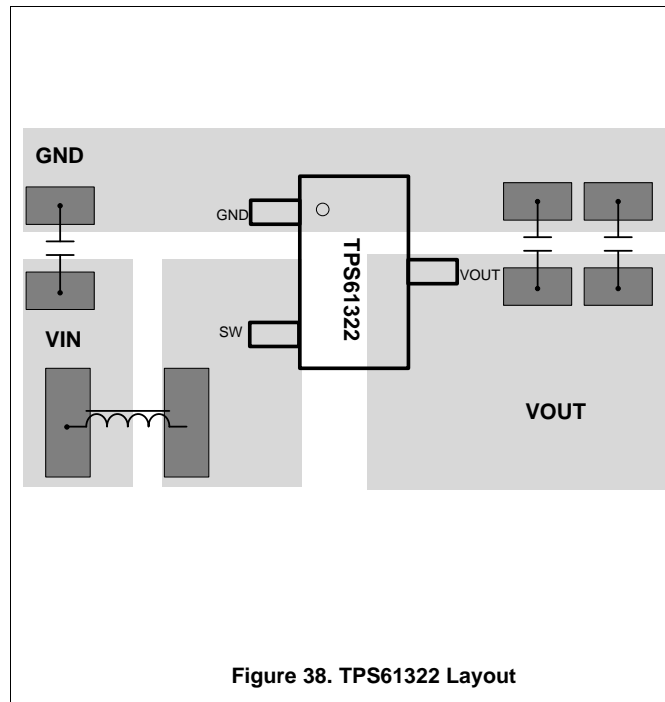 GND
GND
TPS61322
VOUT
SW
VIN
VOUT
Figure 38. TPS61322 Layout